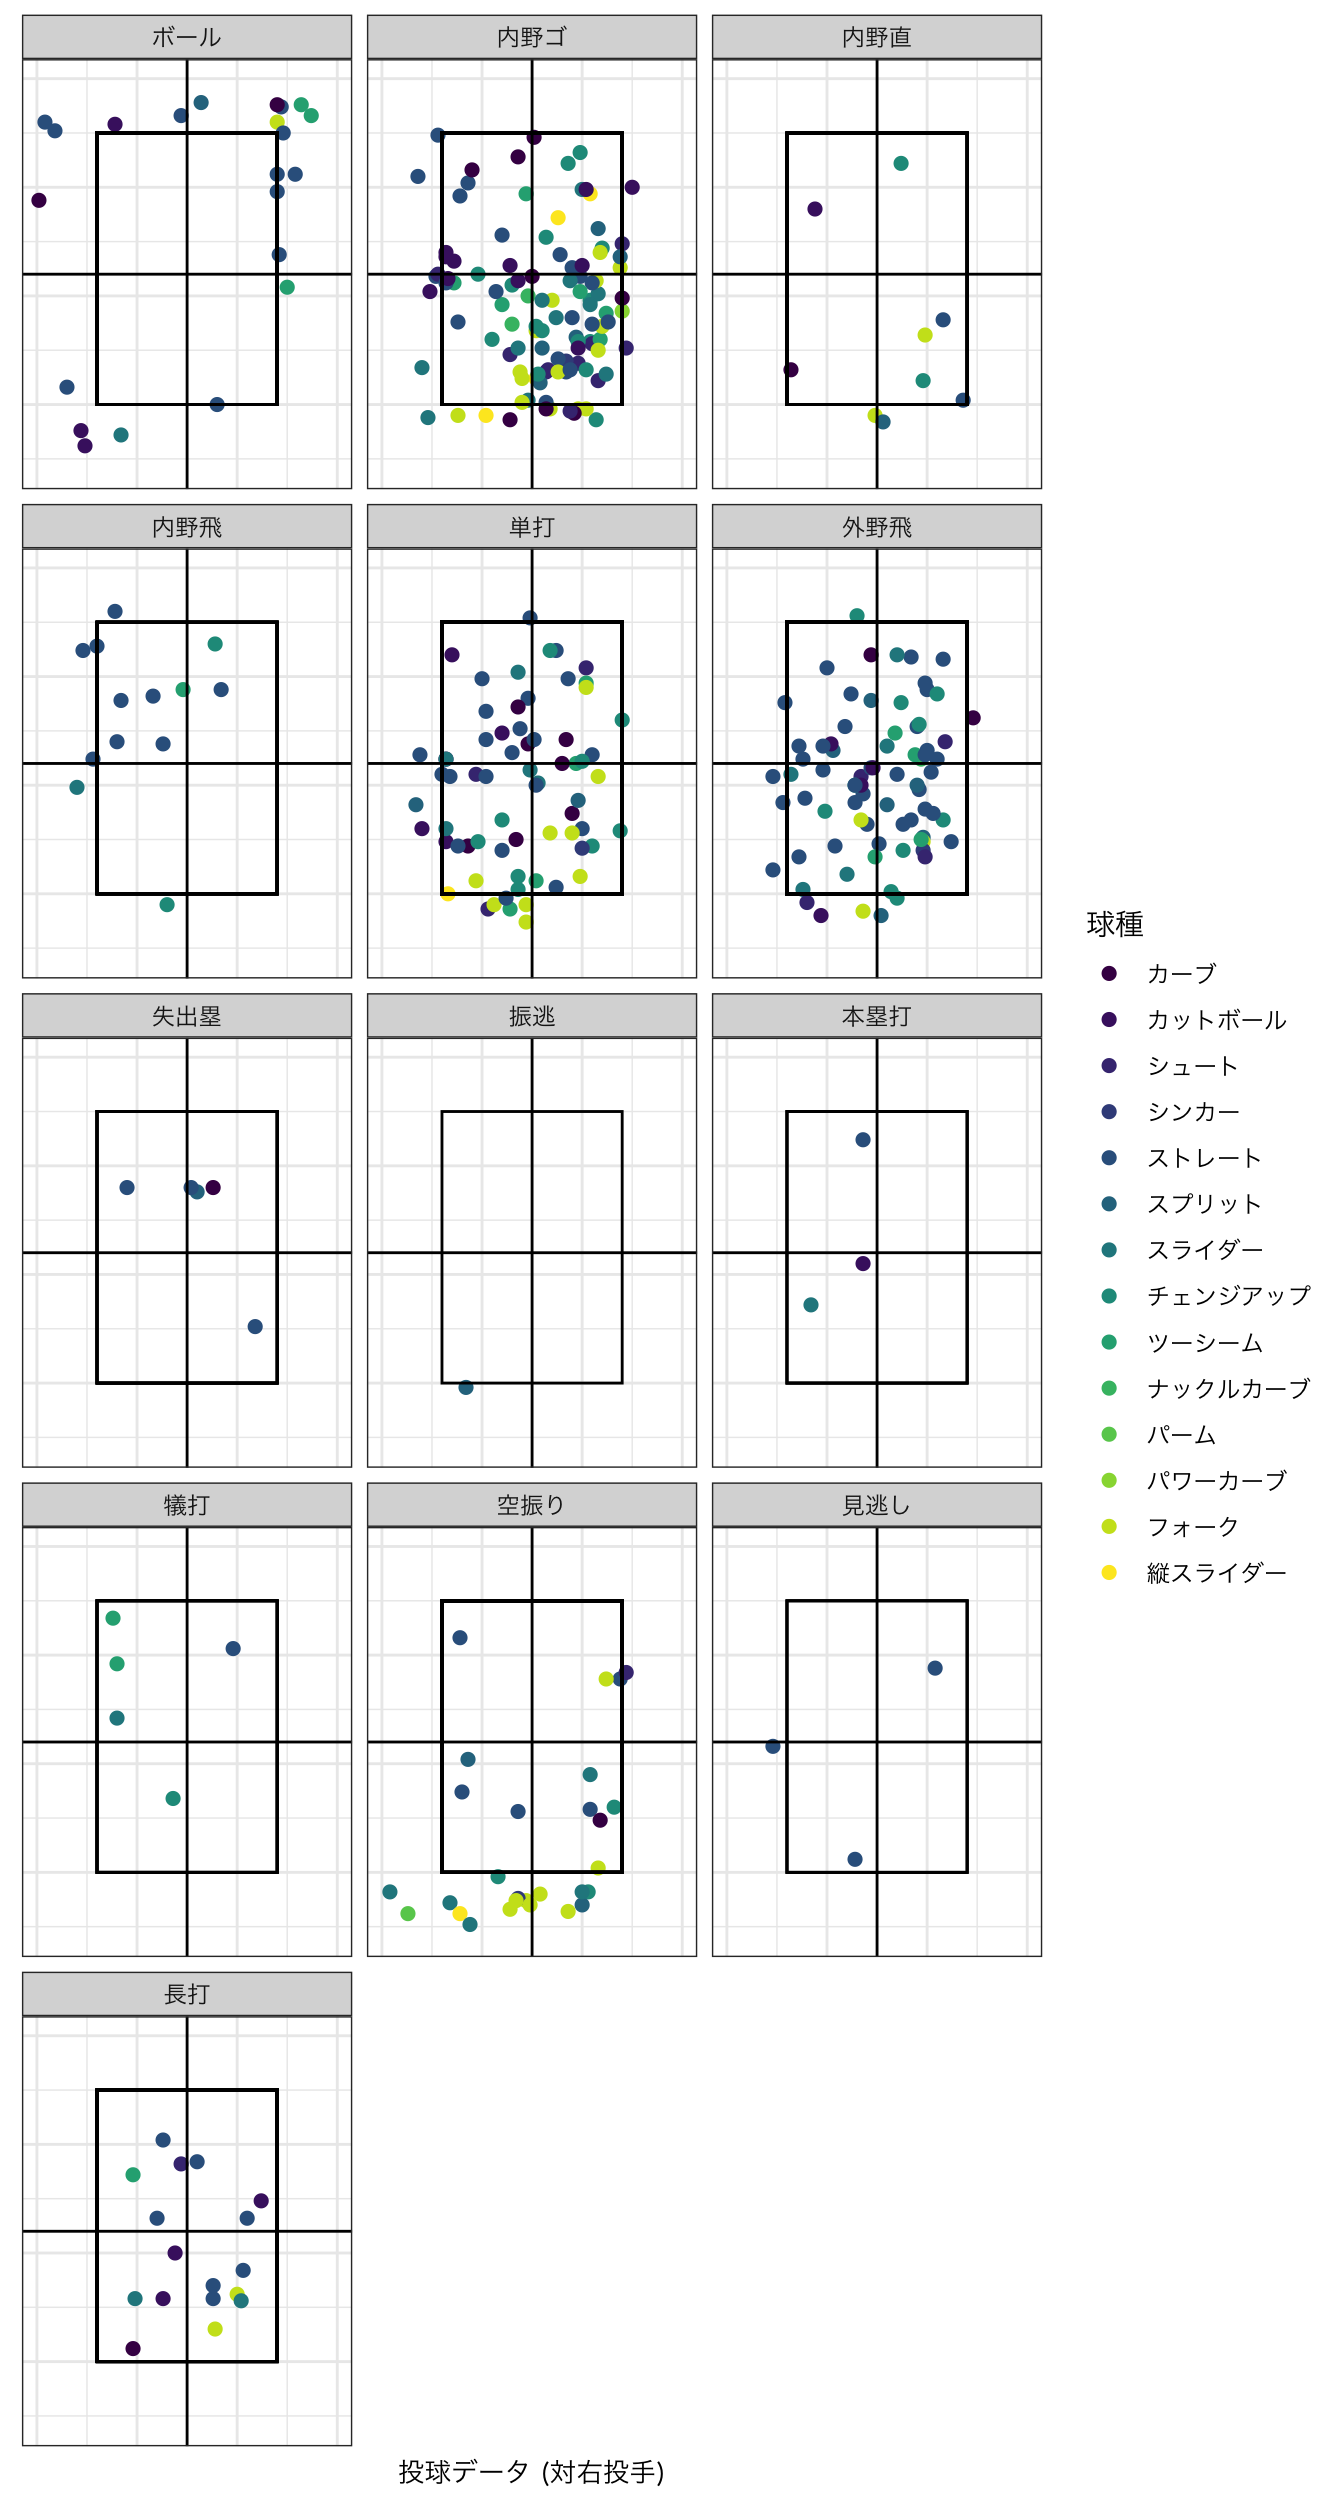 ボール
内野ゴ
内野直
内野飛
単打
外野飛
失出塁
振逃
本塁打
犠打
空振り
見逃し
長打
球種
カーブ
カットボール
シュート
シンカー
ストレート
スプリット
スライダー
チェンジアップ
ツーシーム
ナックルカーブ
パーム
パワーカーブ
フォーク
縦スライダー
投球データ (対右投手)